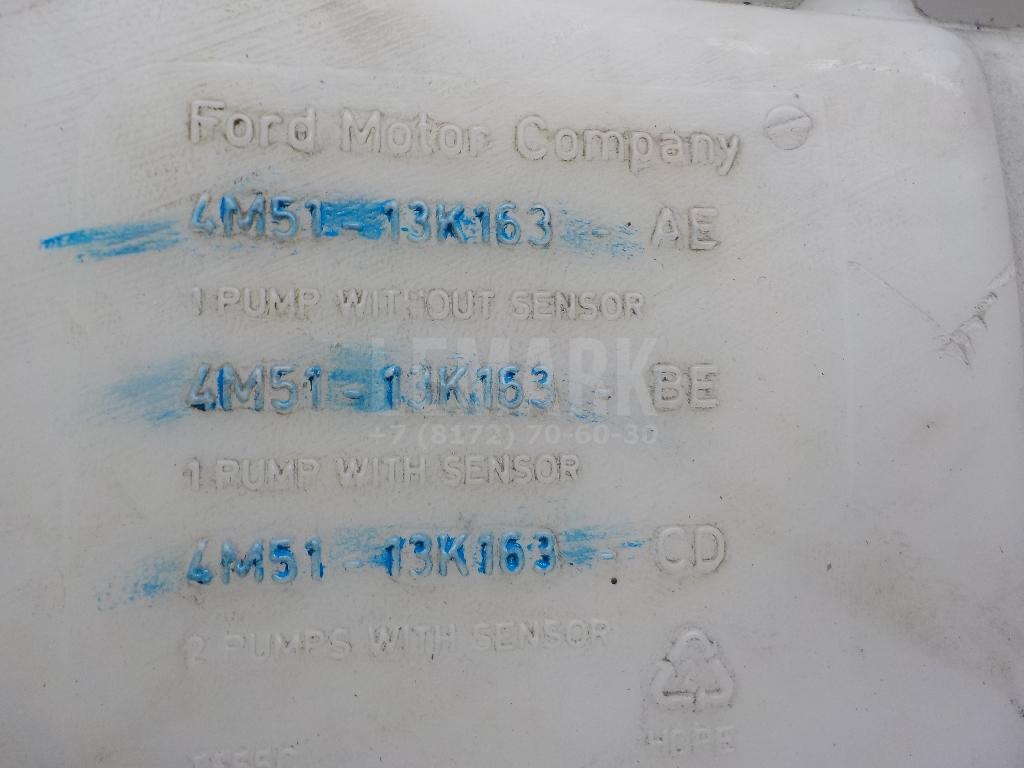 Ford Motor Company
4M51-13K163-AE
1 PUMP WITHOUT SENSOR
LEMARK
4M51-13K163-BE
+7 (8172) 70-60-30
1 PUMP WITH SENSOR
4M51-13K163--CD
2 PUMPS WITH SENSOR
HDPE